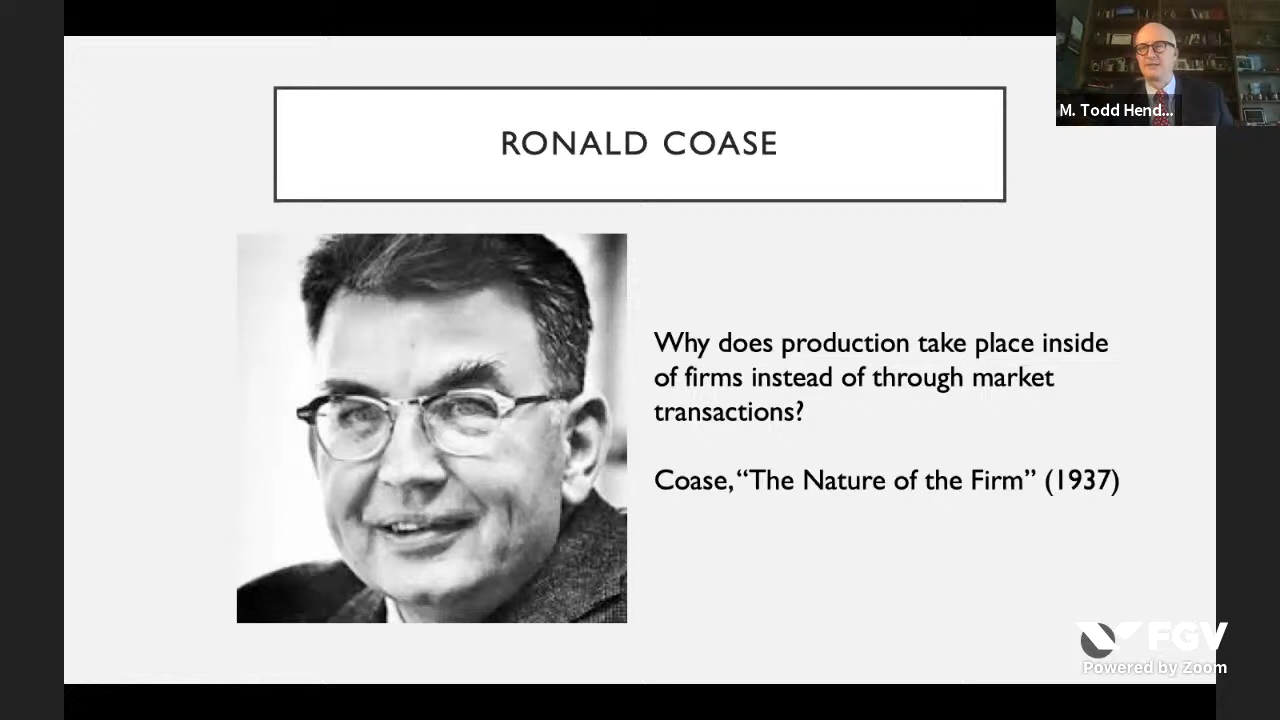 M. Todd Hend...
RONALD COASE
Why does production take place inside
of firms instead of through market
transactions?
Coase, “The Nature of the Firm” (1937)
FGV
Powered by Zoom